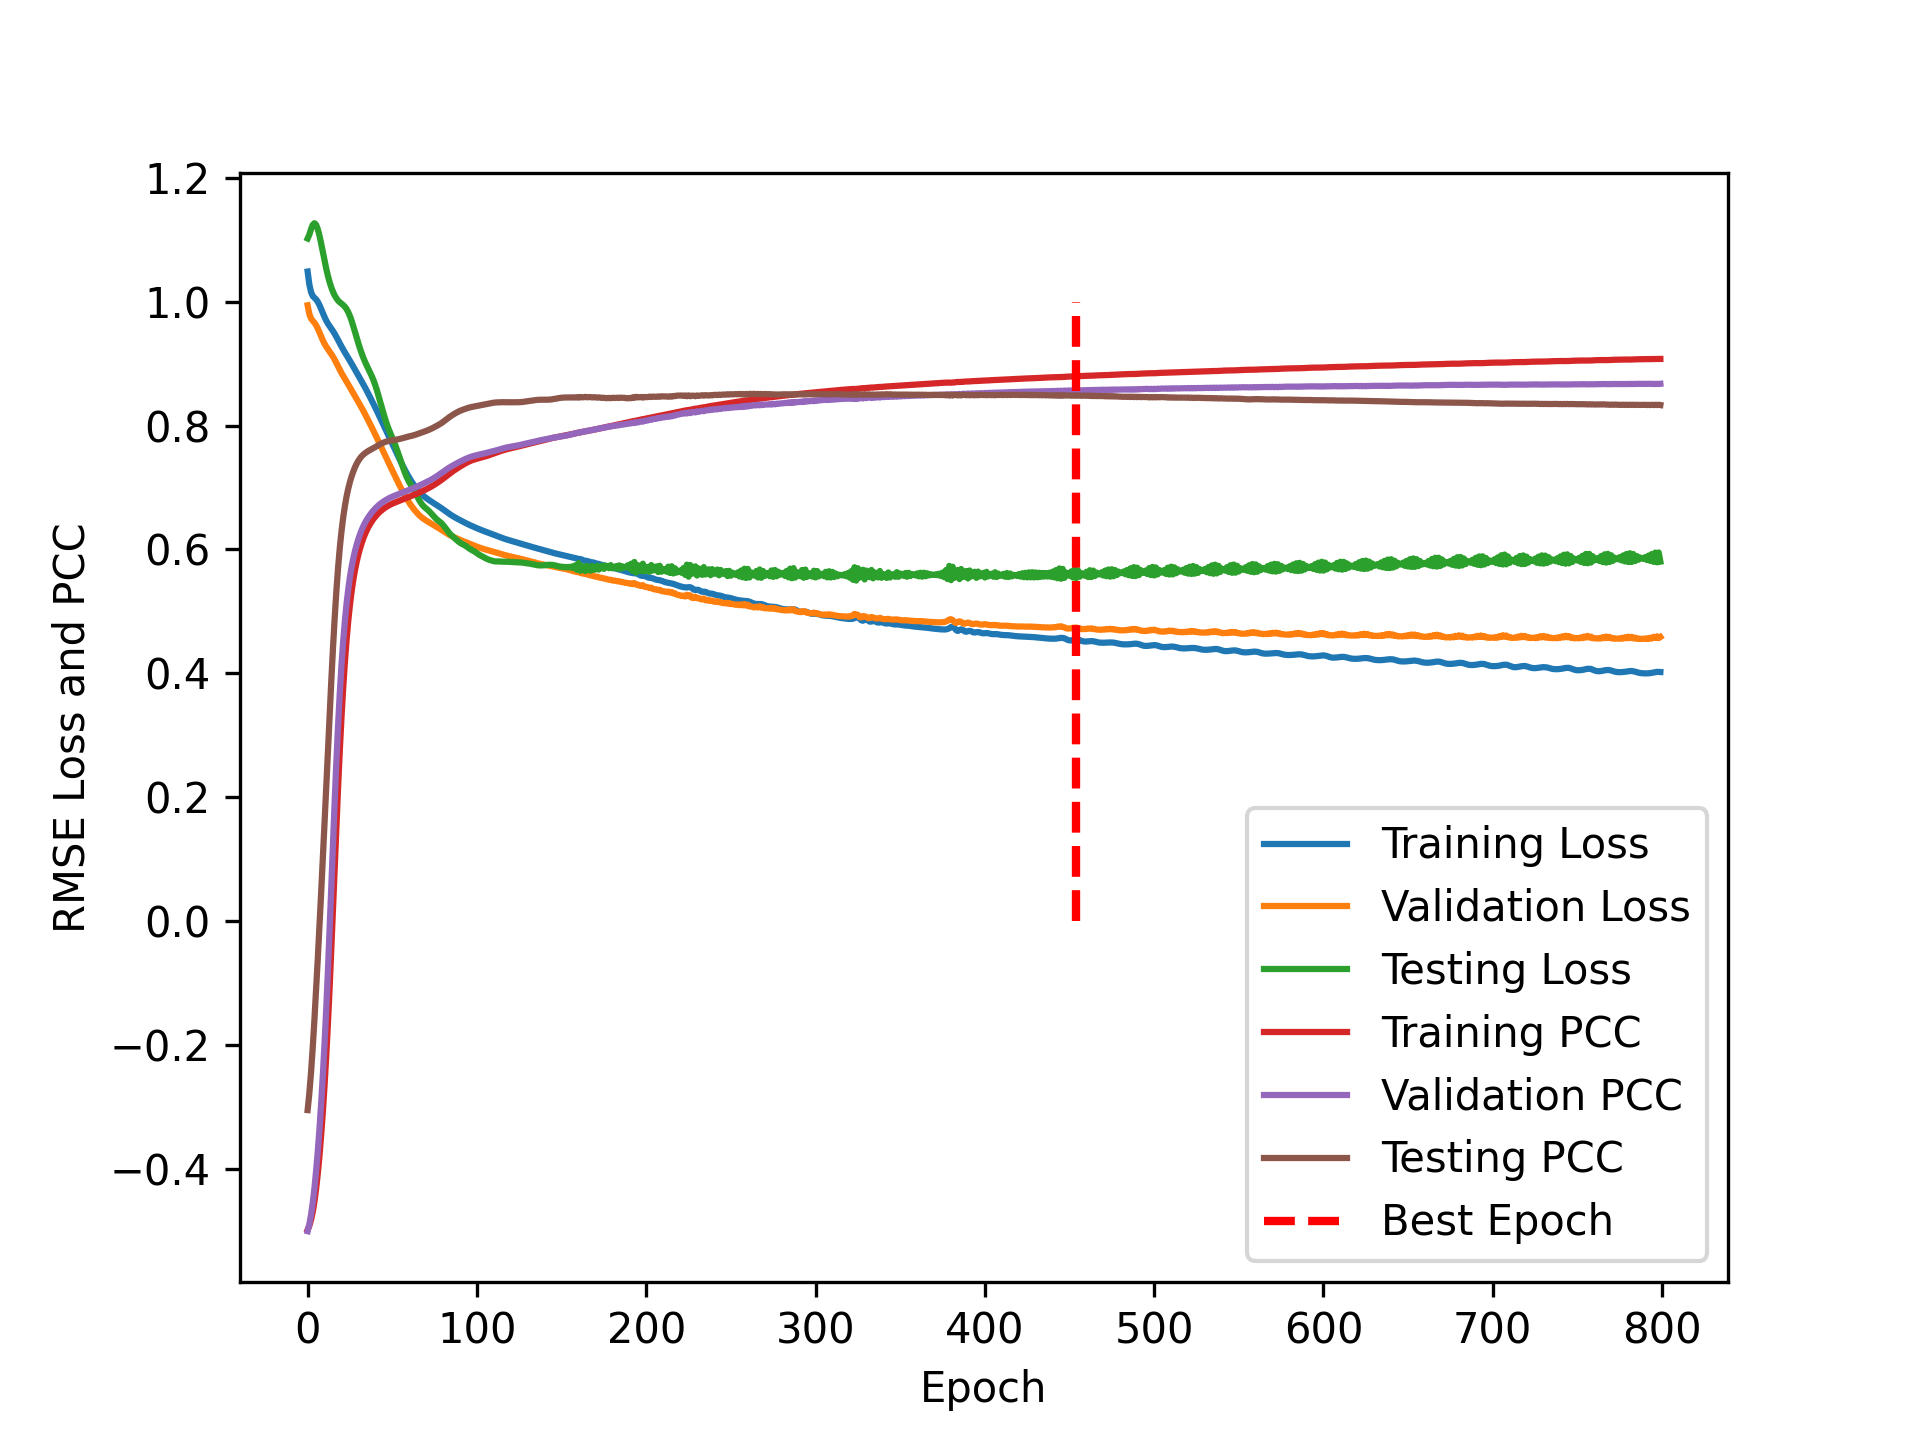 1.2
1.0
0.8
0.6
0.4
0.2
0.0
−0.2
−0.4
RMSE Loss and PCC
0 100 200 300 400 500 600 700 800
Epoch
Training Loss
Validation Loss
Testing Loss
Training PCC
Validation PCC
Testing PCC
Best Epoch